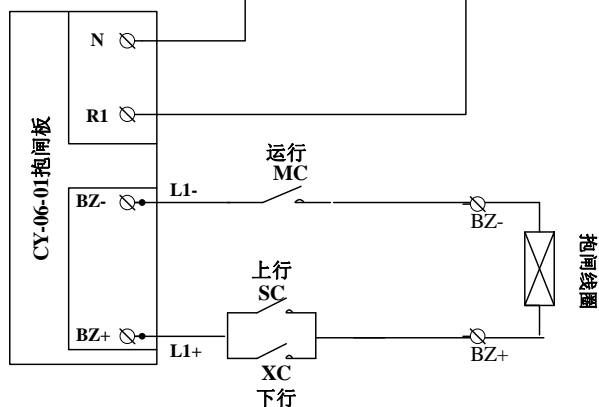 N
R1
CY-06-01抱闸板
运行
MC
BZ-
L1-
BZ-
抱闸线圈
上行
SC
BZ+
L1+
BZ+
XC
下行